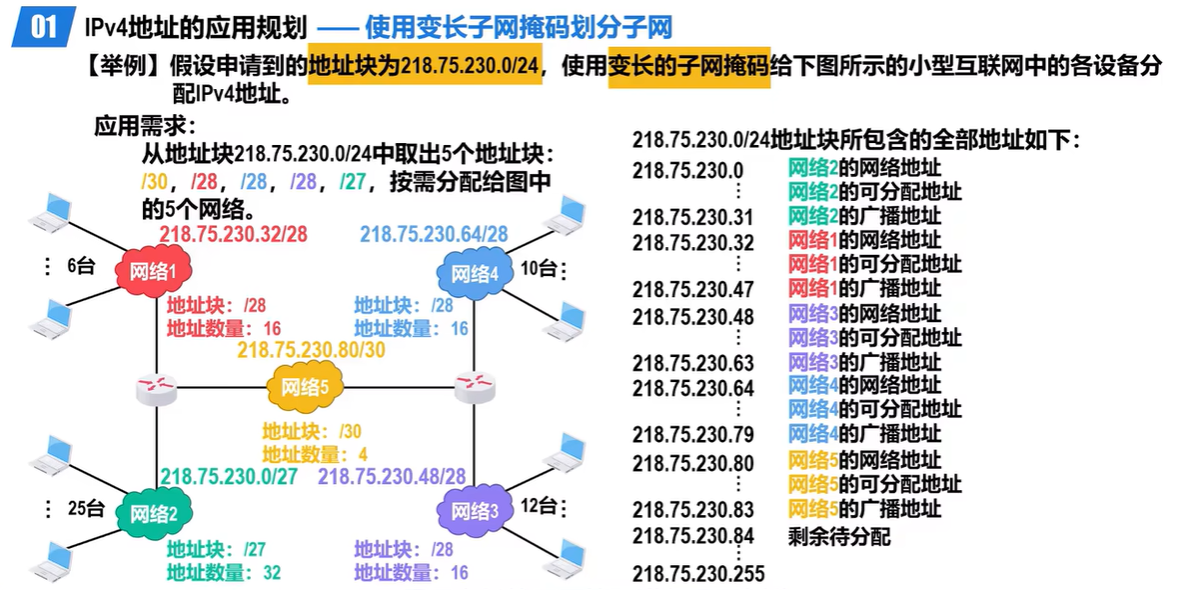 01 IPv4地址的应用规划 —— 使用变长子网掩码划分子网
【举例】假设申请到的地址块为218.75.230.0/24，使用变长的子网掩码给下图所示的小型互联网中的各设备分
配IPv4地址。
应用需求：
从地址块218.75.230.0/24中取出5个地址块：
/30，/28，/28，/28，/27，按需分配给图中
的5个网络。
218.75.230.32/28
218.75.230.64/28
⋮ 6台
网络1
网络4
10台⋮
地址块：/28
地址数量：16
地址块：/28
地址数量：16
218.75.230.80/30
网络5
地址块：/30
地址数量：4
218.75.230.0/27
218.75.230.48/28
⋮ 25台
网络2
网络3
12台⋮
地址块：/27
地址数量：32
地址块：/28
地址数量：16
218.75.230.0/24地址块所包含的全部地址如下：
218.75.230.0 网络2的网络地址
⋮ 网络2的可分配地址
218.75.230.31 网络2的广播地址
218.75.230.32 网络1的网络地址
⋮ 网络1的可分配地址
218.75.230.47 网络1的广播地址
218.75.230.48 网络3的网络地址
⋮ 网络3的可分配地址
218.75.230.63 网络3的广播地址
218.75.230.64 网络4的网络地址
⋮ 网络4的可分配地址
218.75.230.79 网络4的广播地址
218.75.230.80 网络5的网络地址
⋮ 网络5的可分配地址
218.75.230.83 网络5的广播地址
218.75.230.84 剩余待分配
⋮
218.75.230.255